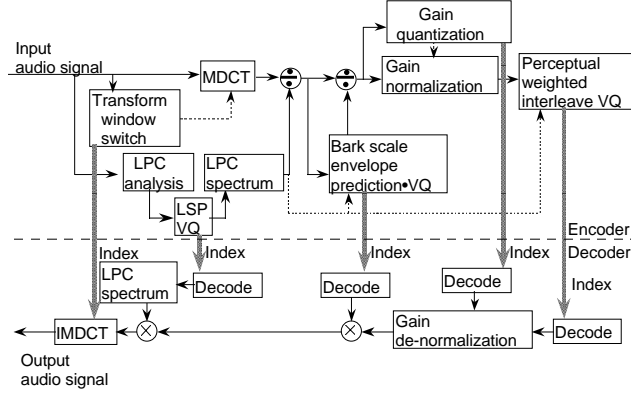 Input
audio signal
MDCT
Gain
quantization
Gain
normalization
Perceptual
weighted
interleave VQ
Transform
window
switch
LPC
analysis
LPC
spectrum
LSP
VQ
Bark scale
envelope
prediction•VQ
Encoder
Decoder
Index
Index
Index
Index
Index
LPC
spectrum
Decode
Decode
Decode
Decode
IMDCT
Gain
de-normalization
Output
audio signal